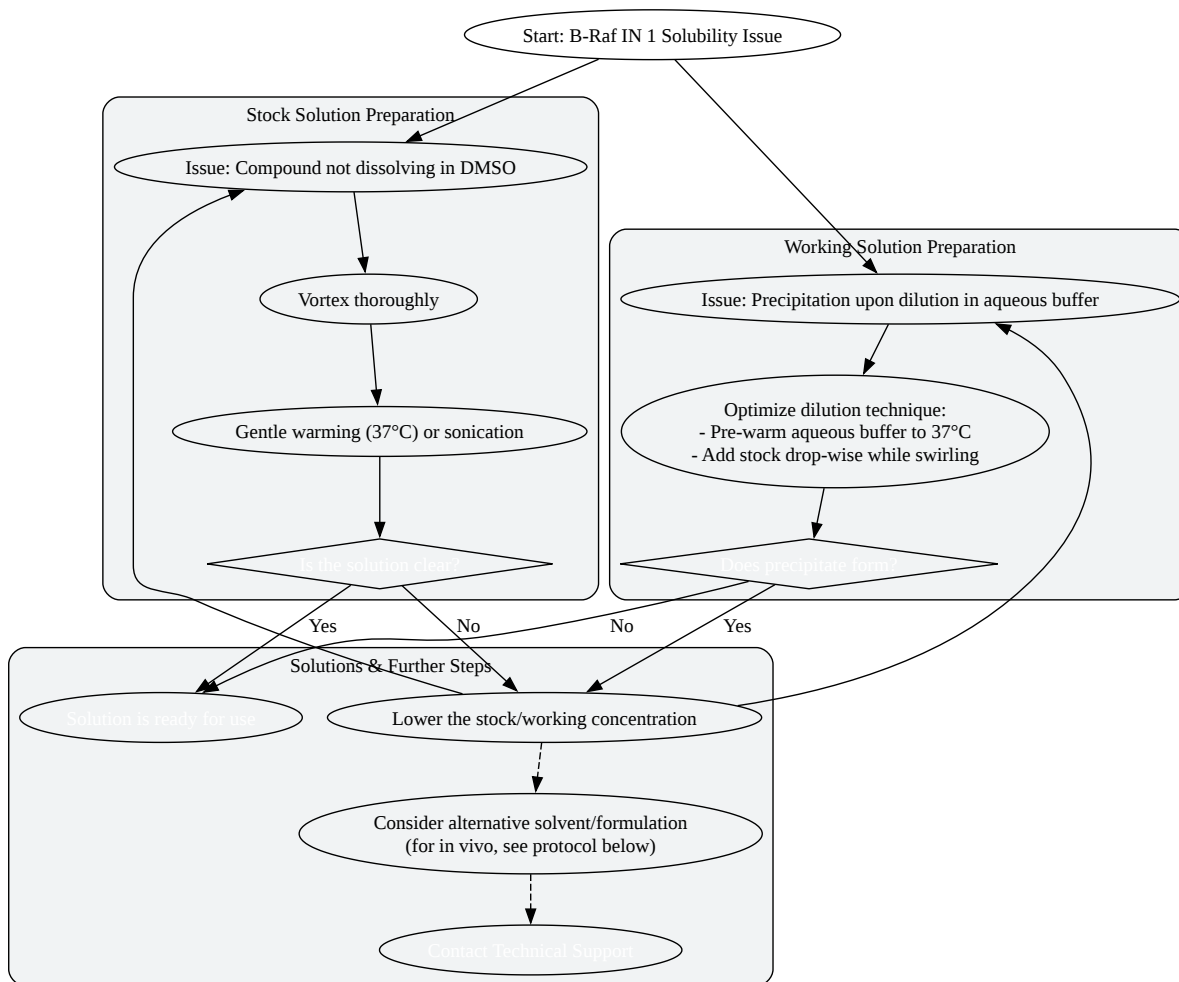 Start: B-Raf IN 1 Solubility Issue
Stock Solution Preparation
Issue: Compound not dissolving in DMSO
Vortex thoroughly
Gentle warming (37°C) or sonication
Is the solution clear?
Working Solution Preparation
Issue: Precipitation upon dilution in aqueous buffer
Optimize dilution technique:
- Pre-warm aqueous buffer to 37°C
- Add stock drop-wise while swirling
Does precipitate form?
Yes
No
No
Yes
Solutions & Further Steps
Solution is ready for use
Lower the stock/working concentration
Consider alternative solvent/formulation
(for in vivo, see protocol below)
Contact Technical Support